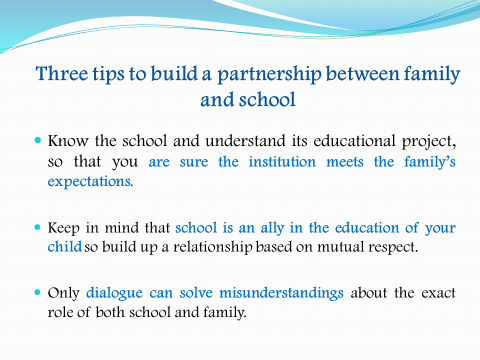 Three tips to build a partnership between family
and school
Know the school and understand its educational project,
so that you are sure the institution meets the family's
expectations.
Keep in mind that school is an ally in the education of your
child so build up a relationship based on mutual respect.
Only dialogue can solve misunderstandings about the exact
role of both school and family.